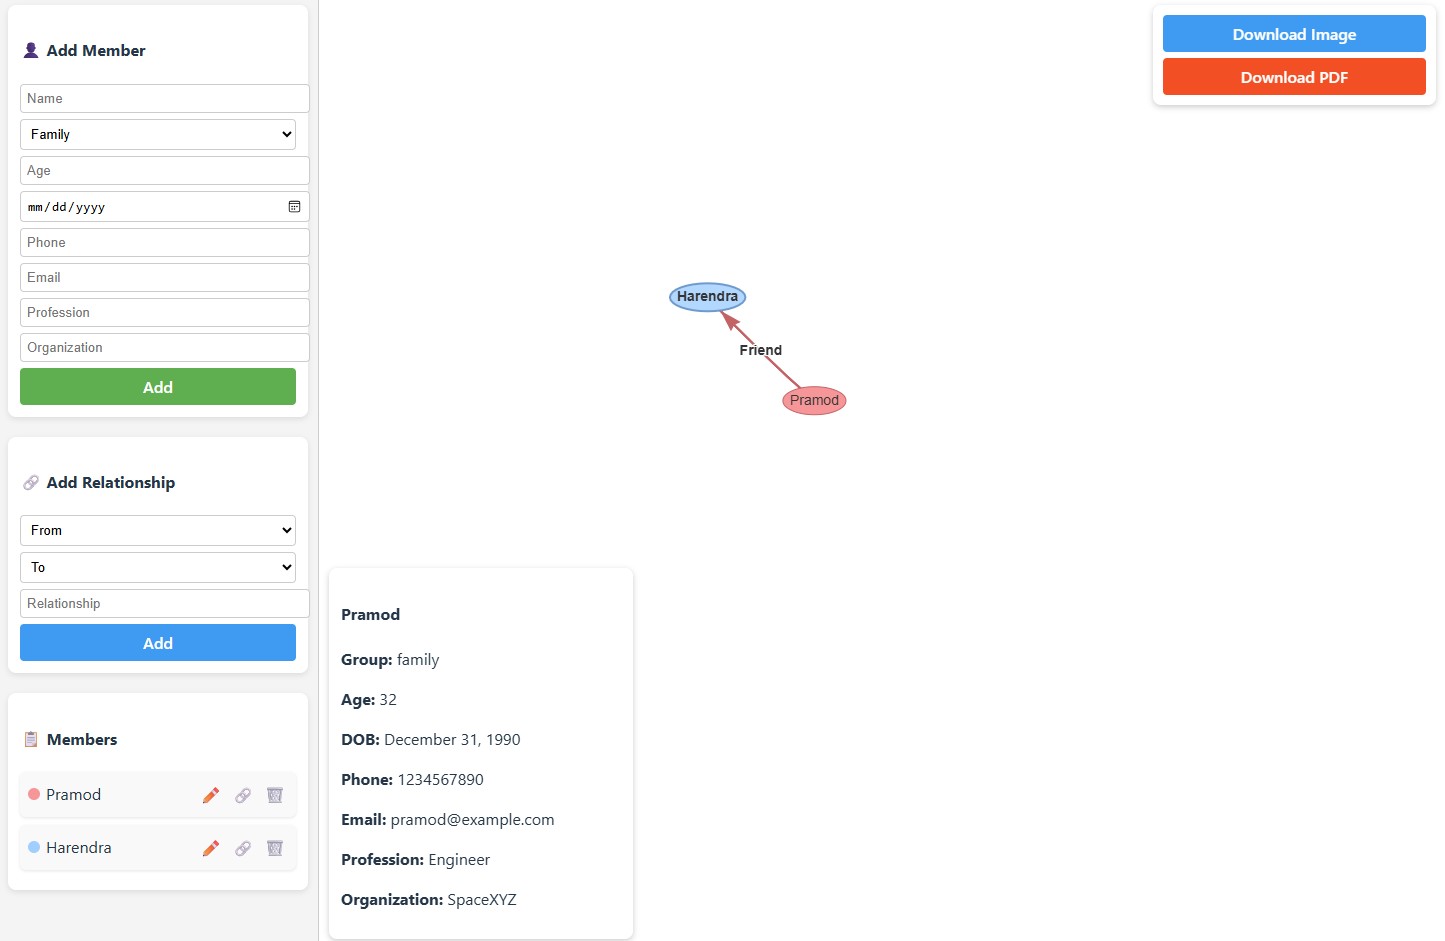 Add Member
Name
Family
Age
mm/dd/yyyy
Phone
Email
Profession
Organization
Add
Add Relationship
From
To
Relationship
Add
Members
Pramod
Harendra
Download Image
Download PDF
Harendra
Friend
Pramod
Pramod
Group: family
Age: 32
DOB: December 31, 1990
Phone: 1234567890
Email: pramod@example.com
Profession: Engineer
Organization: SpaceXYZ